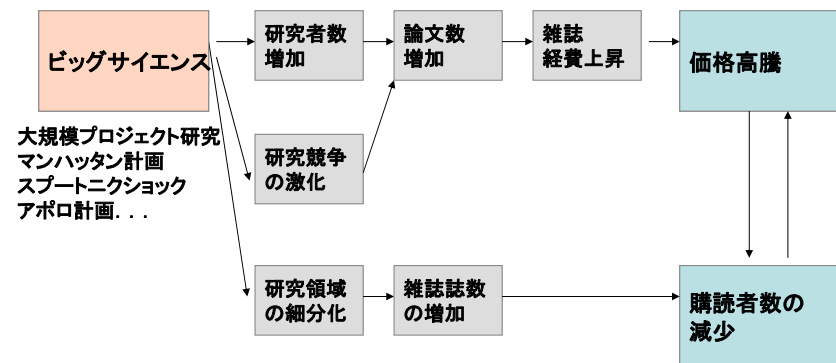 ビッグサイエンス
大規模プロジェクト研究
マンハッタン計画
スプートニクショック
アポロ計画．．．
研究者数
増加
論文数
増加
雑誌
経費上昇
価格高騰
研究競争
の激化
研究領域
の細分化
雑誌誌数
の増加
購読者数の
減少